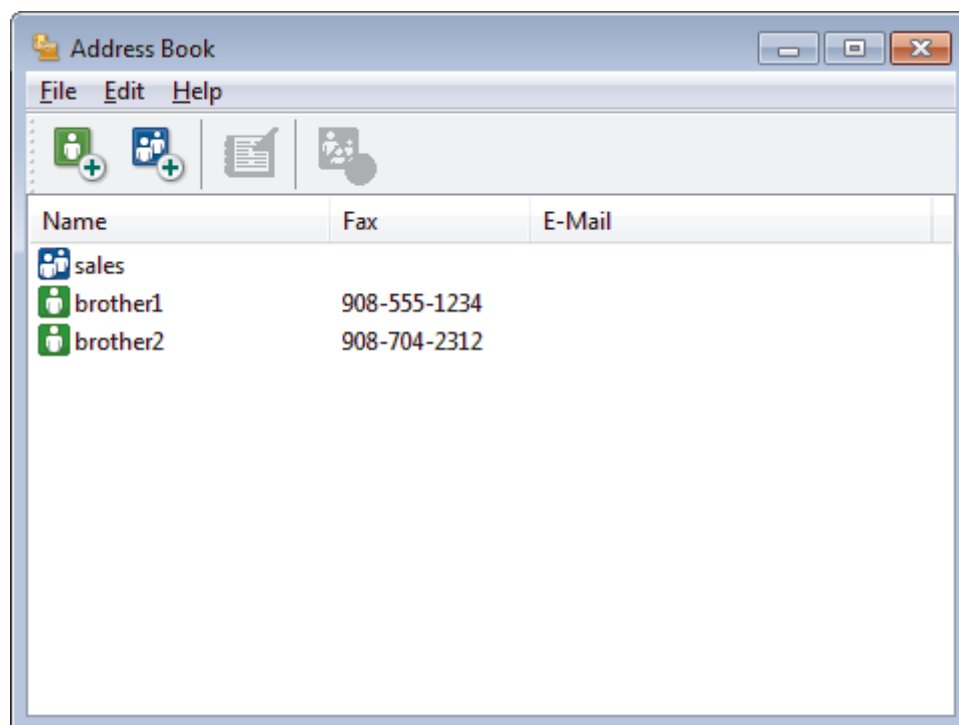 Address Book
File Edit Help
Name Fax E-Mail
sales
brother1 908-555-1234
brother2 908-704-2312